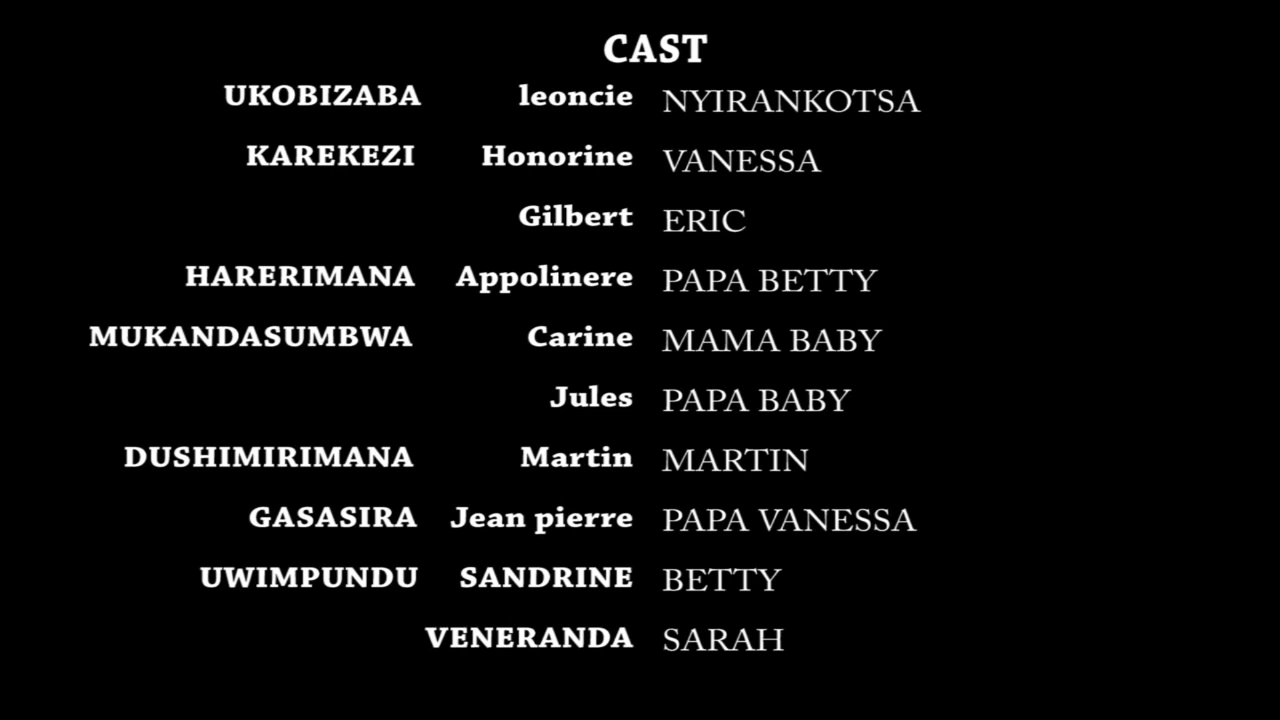 CAST
UKOBIZABA leoncie NYIRANKOTSA
KAREKEZI Honorine VANESSA
Gilbert ERIC
HARERIMANA Appolinere PAPA BETTY
MUKANDASUMBWA Carine MAMA BABY
Jules PAPA BABY
DUSHIMIRIMANA Martin MARTIN
GASASIRA Jean pierre PAPA VANESSA
UWIMPUNDU SANDRINE BETTY
VENERANDA SARAH